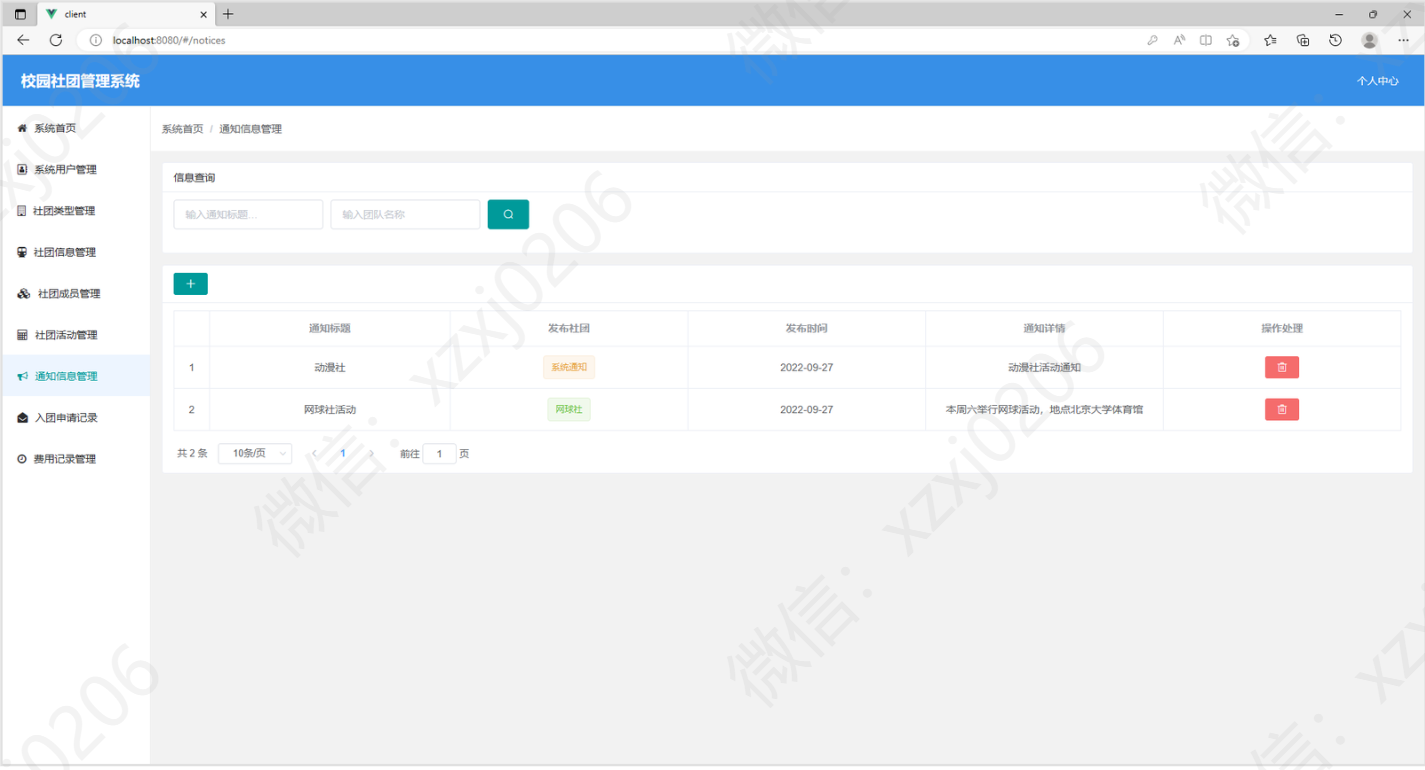 client
localhost:8080/#/notices
校园社团管理系统
个人中心
系统首页
系统用户管理
社团类型管理
社团信息管理
社团成员管理
社团活动管理
通知信息管理
入团申请记录
费用记录管理
系统首页 / 通知信息管理
信息查询
输入通知标题... 输入团队名称
通知标题 发布社团 发布时间 通知详情 操作处理
1 动漫社 系统通知 2022-09-27 动漫社活动通知
2 网球社活动 网球社 2022-09-27 本周六举行网球活动，地点北京大学体育馆
共 2 条 10条/页 1 前往 1 页
微信：xzxj0206